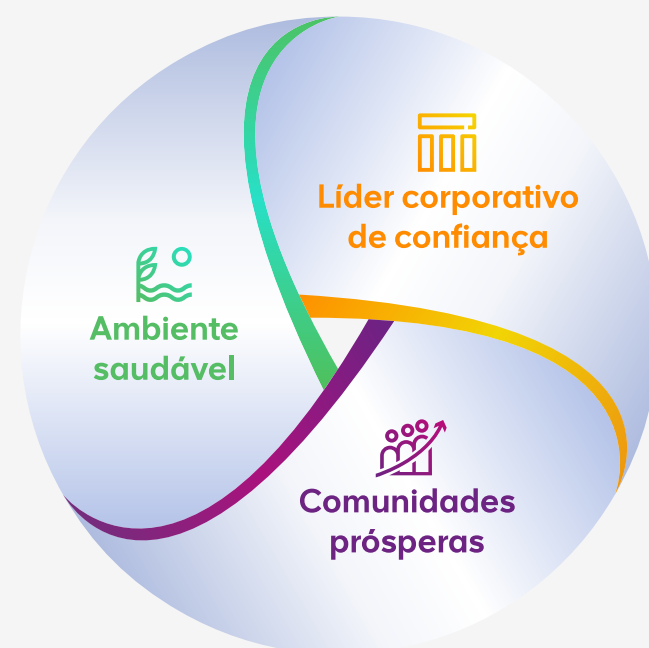 Líder corporativo
de confiança
Ambiente
saudável
Comunidades
prósperas